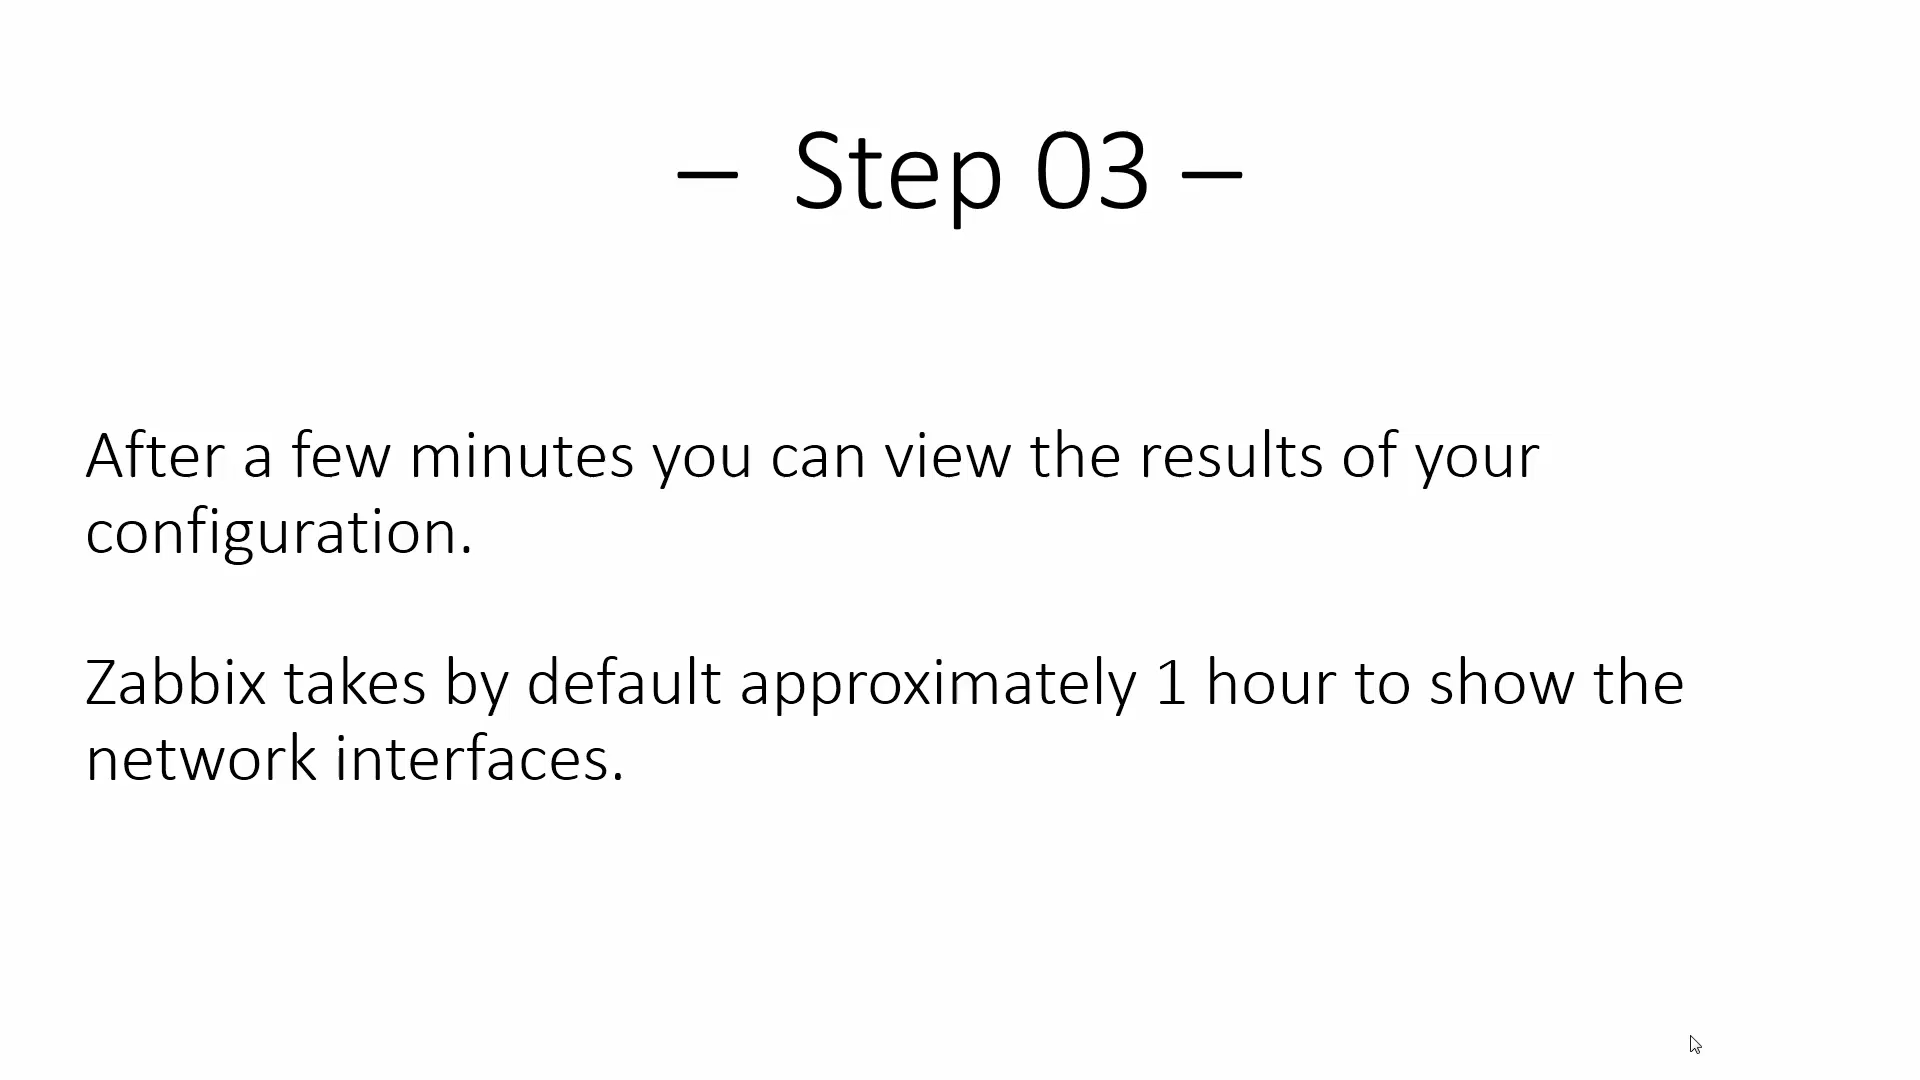 – Step 03 –
After a few minutes you can view the results of your
configuration.
Zabbix takes by default approximately 1 hour to show the
network interfaces.